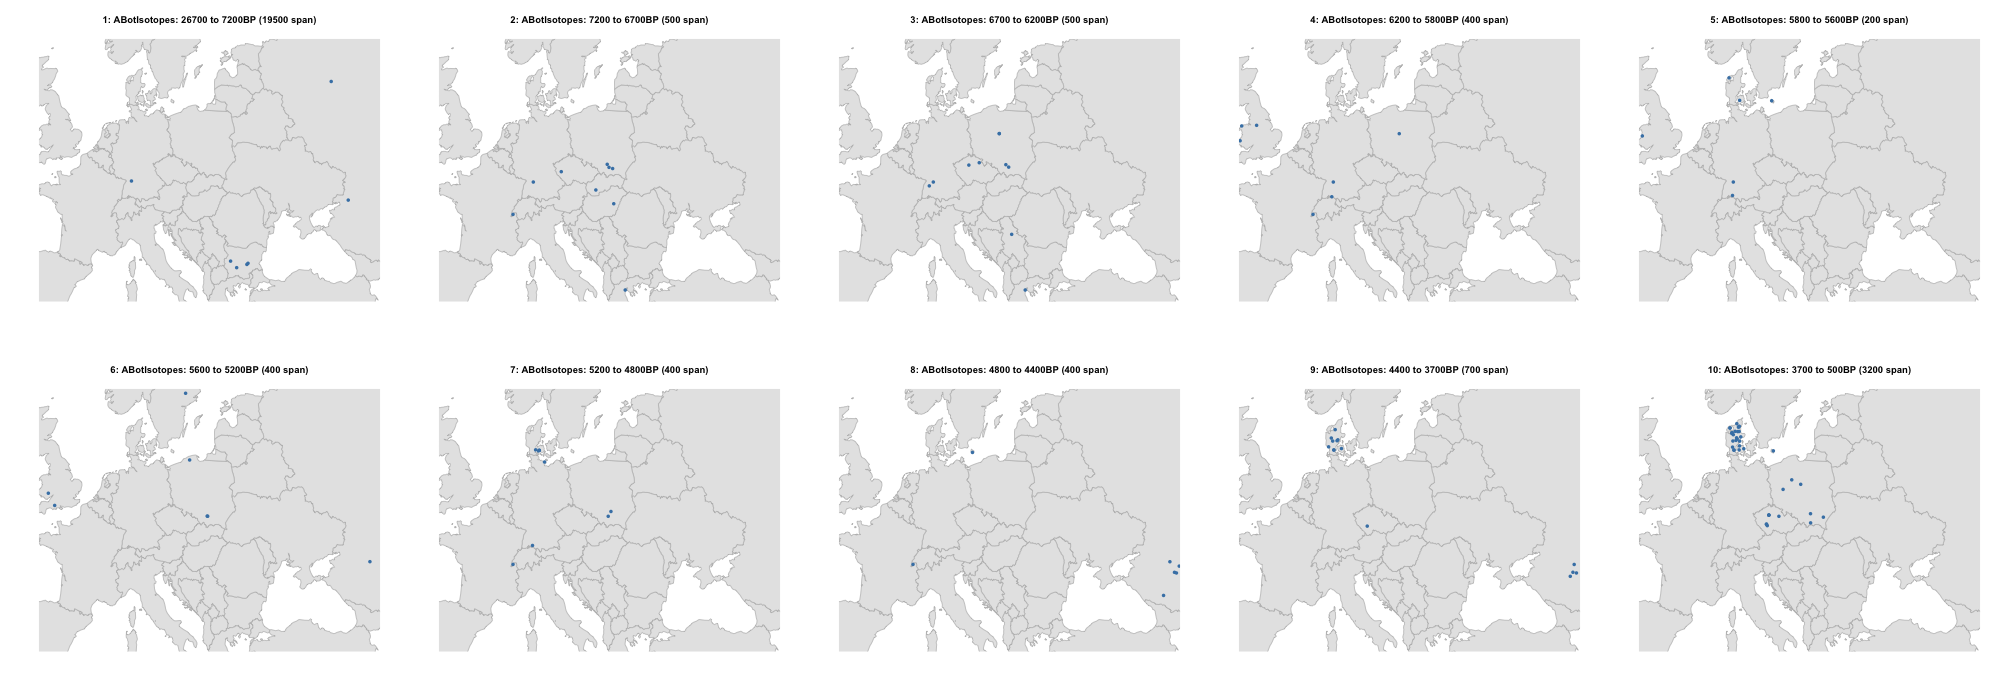 1: ABotIsotopes: 26700 to 7200BP (19500 span)
2: ABotIsotopes: 7200 to 6700BP (500 span)
3: ABotIsotopes: 6700 to 6200BP (500 span)
4: ABotIsotopes: 6200 to 5800BP (400 span)
5: ABotIsotopes: 5800 to 5600BP (200 span)
6: ABotIsotopes: 5600 to 5200BP (400 span)
7: ABotIsotopes: 5200 to 4800BP (400 span)
8: ABotIsotopes: 4800 to 4400BP (400 span)
9: ABotIsotopes: 4400 to 3700BP (700 span)
10: ABotIsotopes: 3700 to 500BP (3200 span)